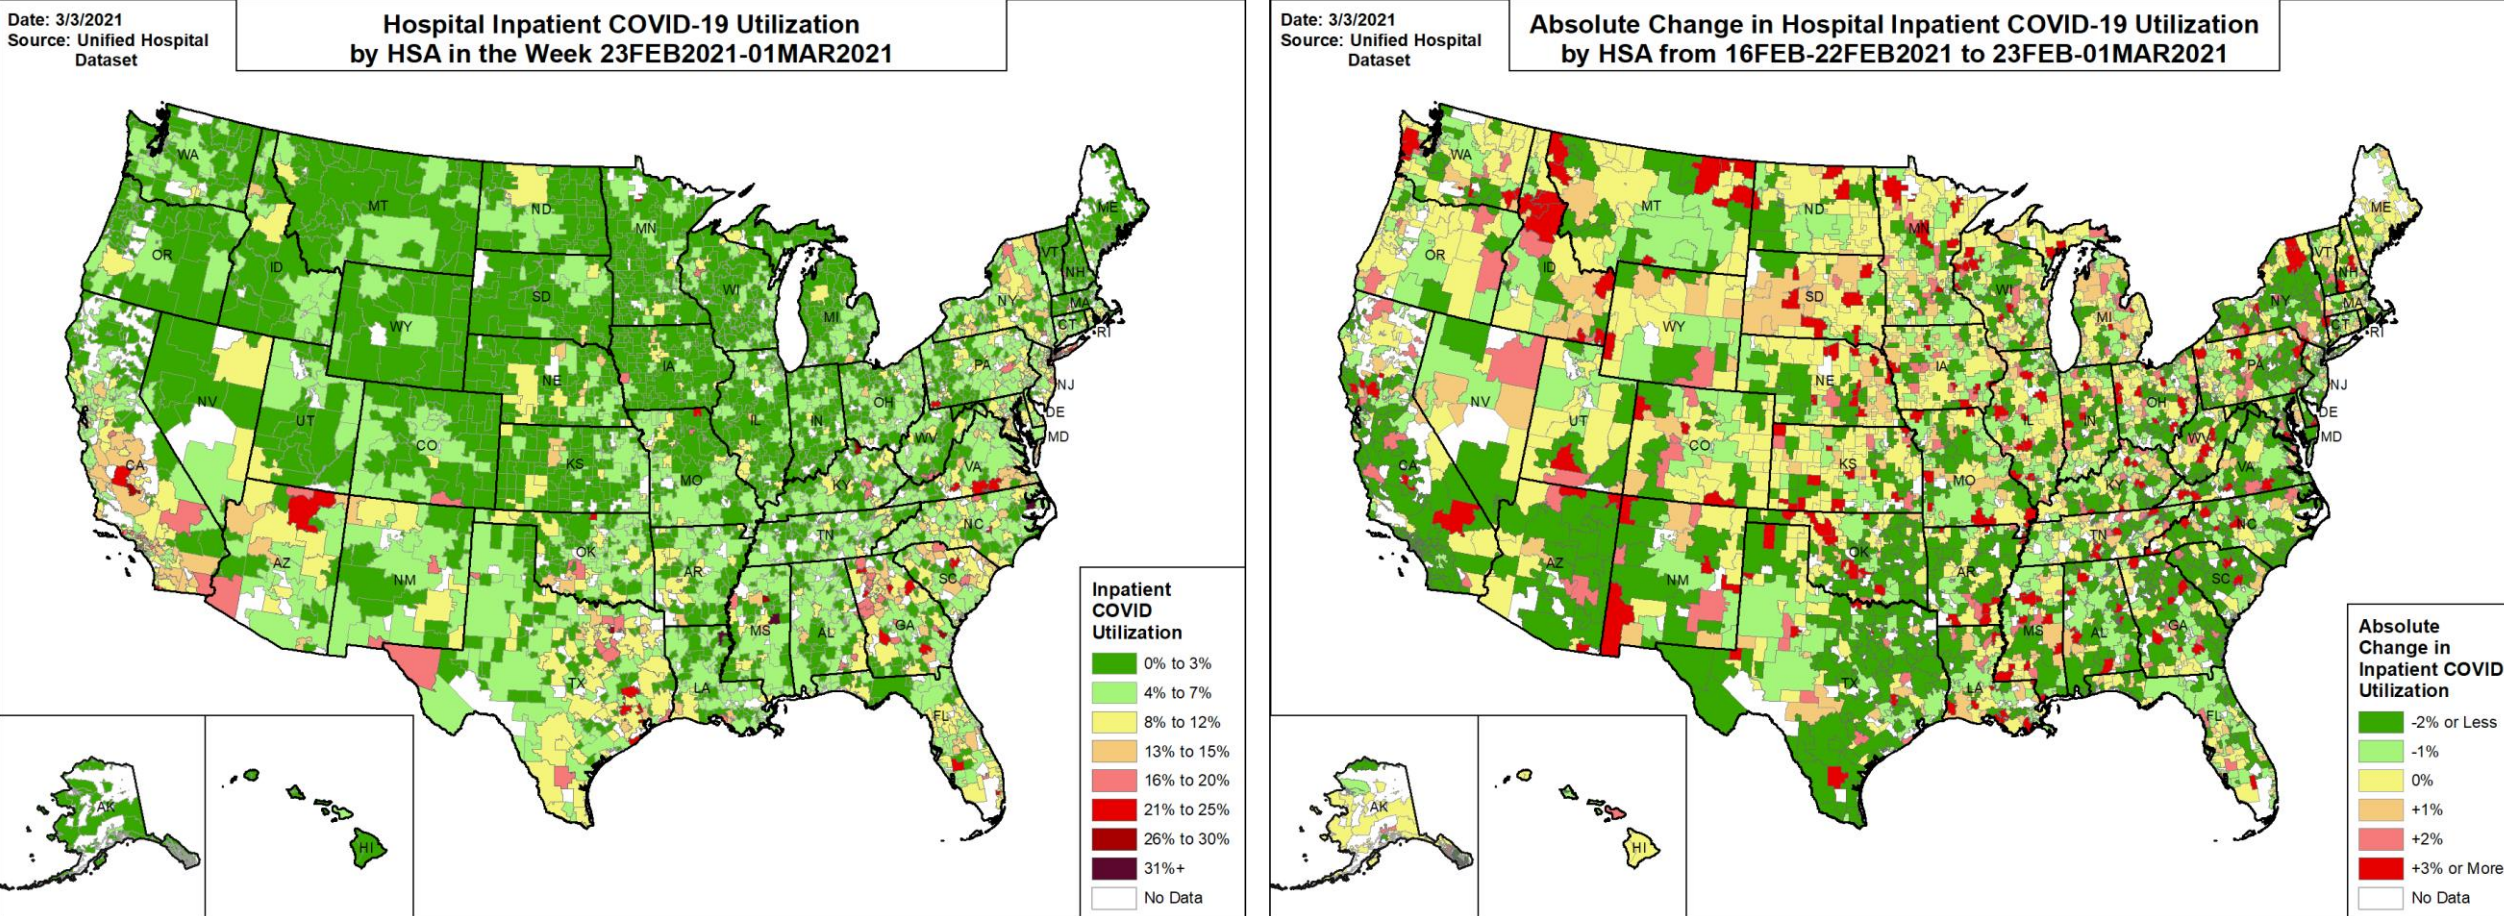 Date: 3/3/2021
Source: Unified Hospital
Dataset
Hospital Inpatient COVID-19 Utilization
by HSA in the Week 23FEB2021-01MAR2021
WA
MT
ND
MN
ME
OR
ID
SD
WI
MI
VT
NH
NY
MA
CT
RI
WY
NE
IA
PA
NJ
NV
UT
CO
IL
IN
OH
DE
MD
WV
VA
CA
KS
MO
KY
AZ
NM
OK
AR
TN
NC
SC
MS
AL
GA
TX
LA
FL
AK
HI
Inpatient
COVID
Utilization
0% to 3%
4% to 7%
8% to 12%
13% to 15%
16% to 20%
21% to 25%
26% to 30%
31%+
No Data
Date: 3/3/2021
Source: Unified Hospital
Dataset
Absolute Change in Hospital Inpatient COVID-19 Utilization
by HSA from 16FEB-22FEB2021 to 23FEB-01MAR2021
WA
MT
ND
MN
ME
OR
ID
SD
WI
MI
VT
NH
NY
MA
CT
RI
WY
NE
IA
PA
NJ
NV
UT
CO
IL
IN
OH
DE
MD
WV
VA
CA
KS
MO
KY
AZ
NM
OK
AR
TN
NC
SC
MS
AL
GA
TX
LA
FL
AK
HI
Absolute
Change in
Inpatient COVID
Utilization
-2% or Less
-1%
0%
+1%
+2%
+3% or More
No Data